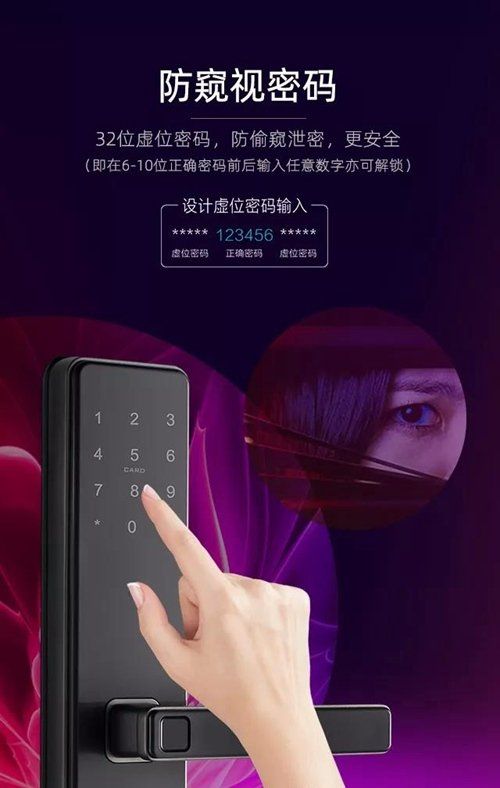 防窥视密码
32位虚位密码，防偷窥泄密，更安全
（即在6-10位正确密码前后输入任意数字亦可解锁）
设计虚位密码输入
***** 123456 *****
虚位密码 正确密码 虚位密码
1 2 3
4 5 6
CARD
7 8 9
* 0